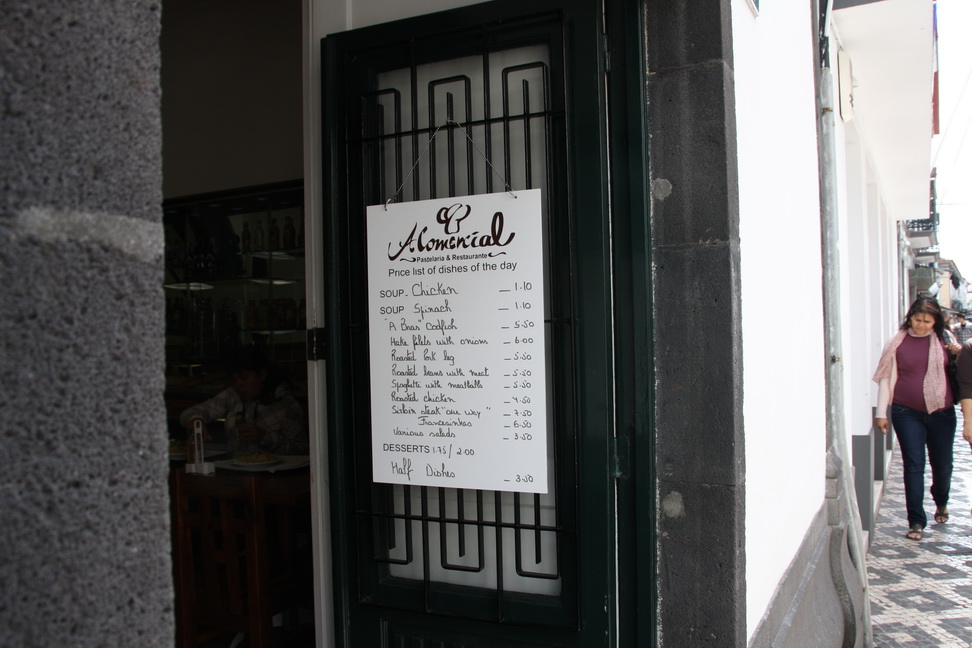 A Comercial
Pastelaria & Restaurante
Price list of dishes of the day
SOUP - Chicken — 1.10
SOUP Spinach — 1.10
"A Bras" Codfish — 5.50
Hake filets with onions — 6.00
Roasted Pork leg — 5.50
Roasted beans with meat — 5.50
Spaghetti with meatballs — 5.50
Roasted chicken — 4.50
Sirloin steak "our way" — 7.50
Francesinhas — 6.50
Various salads — 3.50
DESSERTS 1.75 / 2.00
Half Dishes — 3.50